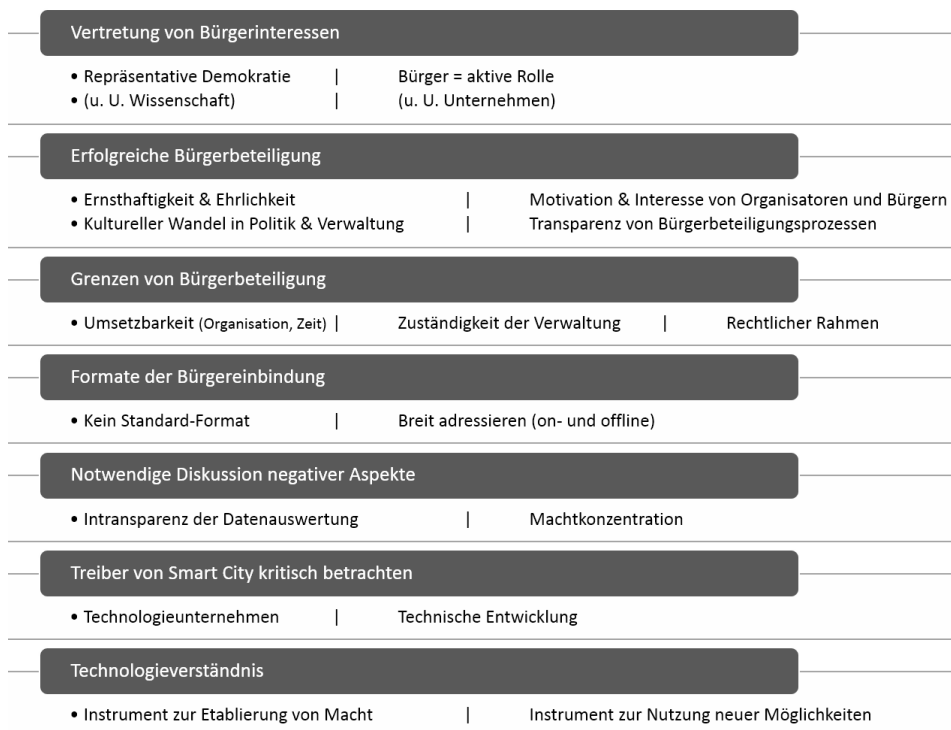 Vertretung von Bürgerinteressen
• Repräsentative Demokratie | Bürger = aktive Rolle
• (u. U. Wissenschaft) | (u. U. Unternehmen)
Erfolgreiche Bürgerbeteiligung
• Ernsthaftigkeit & Ehrlichkeit | Motivation & Interesse von Organisatoren und Bürgern
• Kultureller Wandel in Politik & Verwaltung | Transparenz von Bürgerbeteiligungsprozessen
Grenzen von Bürgerbeteiligung
• Umsetzbarkeit (Organisation, Zeit) | Zuständigkeit der Verwaltung | Rechtlicher Rahmen
Formate der Bürgereinbindung
• Kein Standard-Format | Breit adressieren (on- und offline)
Notwendige Diskussion negativer Aspekte
• Intransparenz der Datenauswertung | Machtkonzentration
Treiber von Smart City kritisch betrachten
• Technologieunternehmen | Technische Entwicklung
Technologieverständnis
• Instrument zur Etablierung von Macht | Instrument zur Nutzung neuer Möglichkeiten